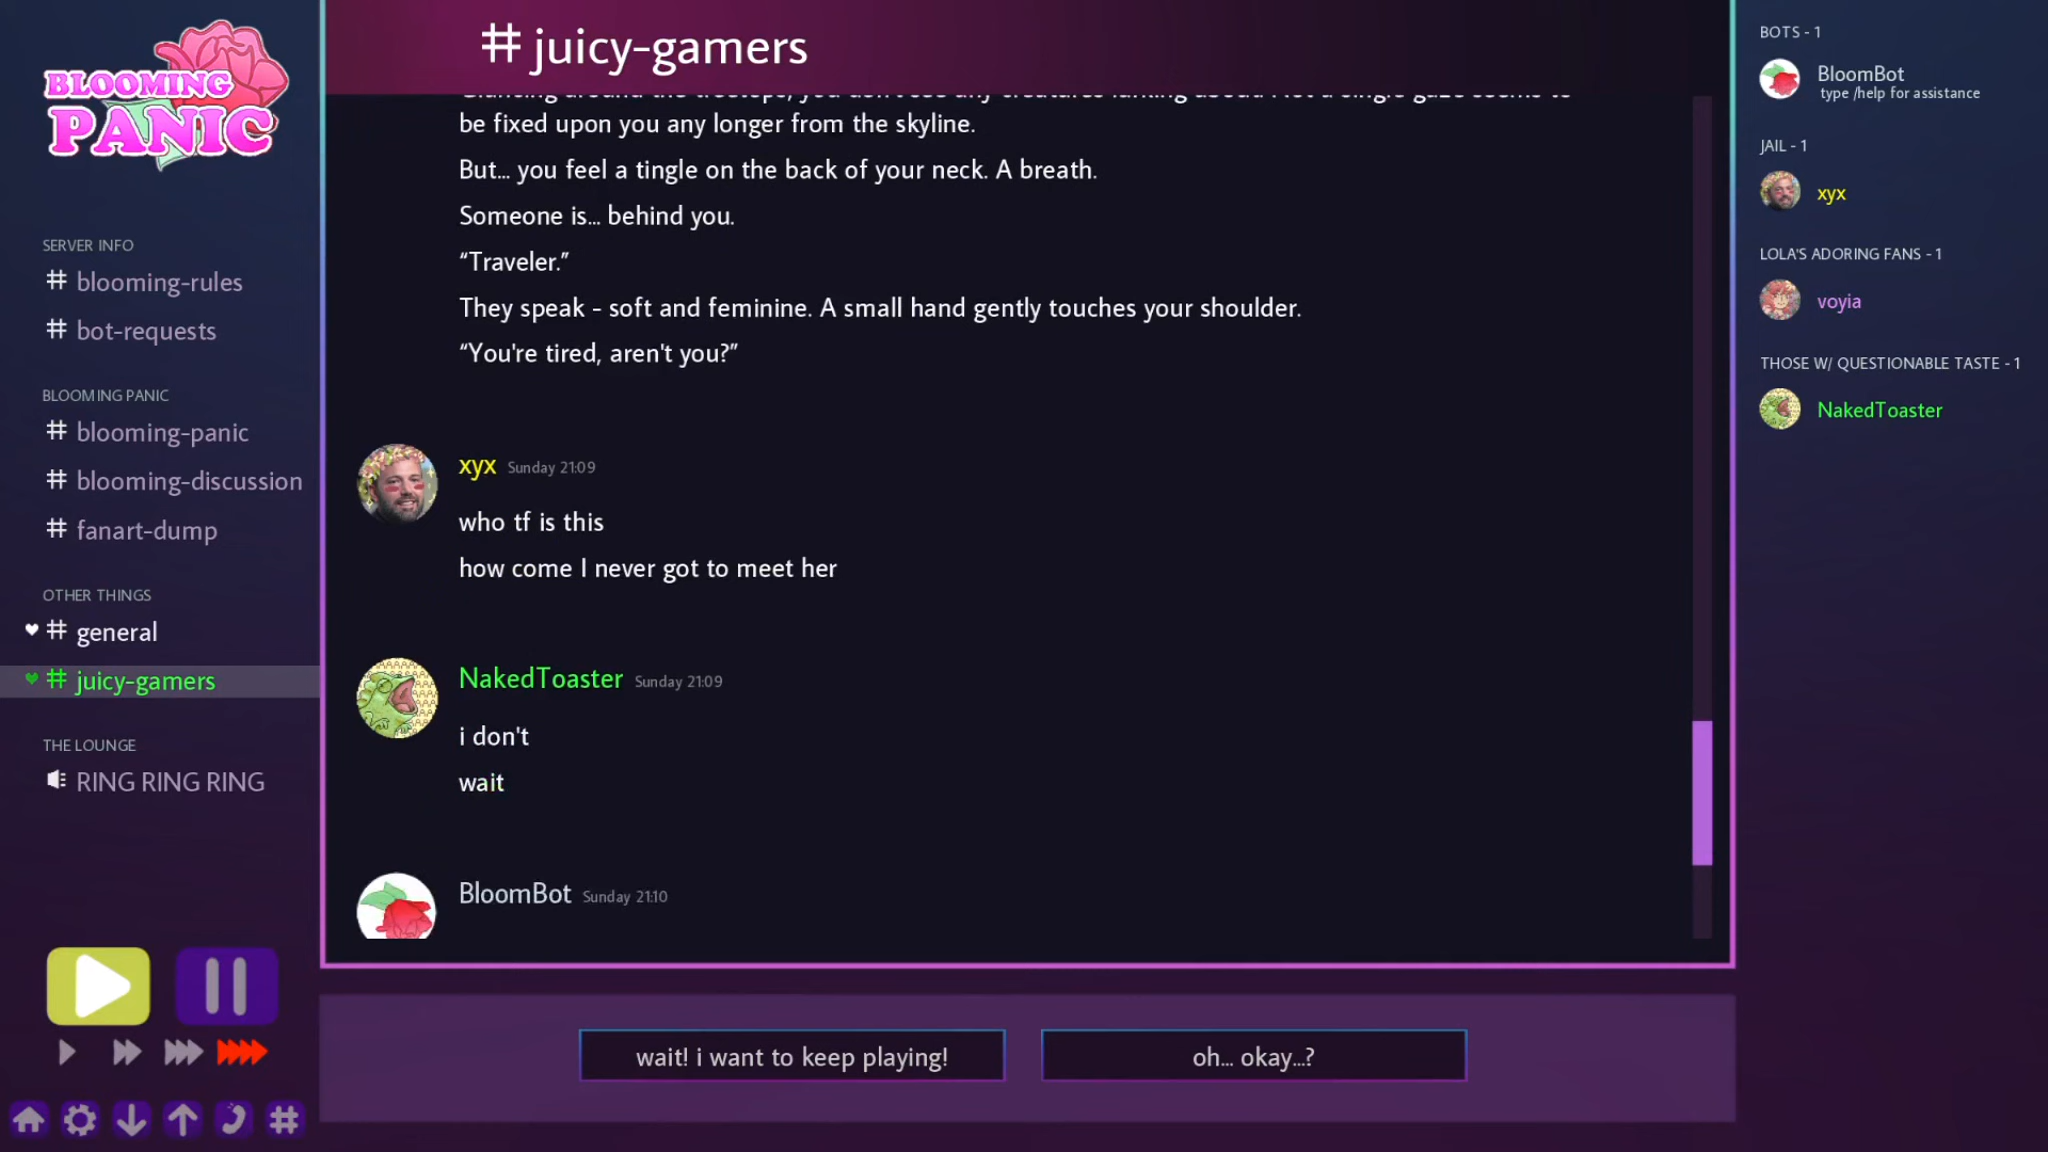 BLOOMING
PANIC
SERVER INFO
# blooming-rules
# bot-requests
BLOOMING PANIC
# blooming-panic
# blooming-discussion
# fanart-dump
OTHER THINGS
# general
# juicy-gamers
THE LOUNGE
RING RING RING
# juicy-gamers
be fixed upon you any longer from the skyline.
But... you feel a tingle on the back of your neck. A breath.
Someone is... behind you.
“Traveler.”
They speak - soft and feminine. A small hand gently touches your shoulder.
“You're tired, aren't you?”
xyx Sunday 21:09
who tf is this
how come I never got to meet her
NakedToaster Sunday 21:09
i don't
wait
BloomBot Sunday 21:10
wait! i want to keep playing!
oh... okay...?
BOTS - 1
BloomBot
type /help for assistance
JAIL - 1
xyx
LOLA'S ADORING FANS - 1
voyia
THOSE W/ QUESTIONABLE TASTE - 1
NakedToaster